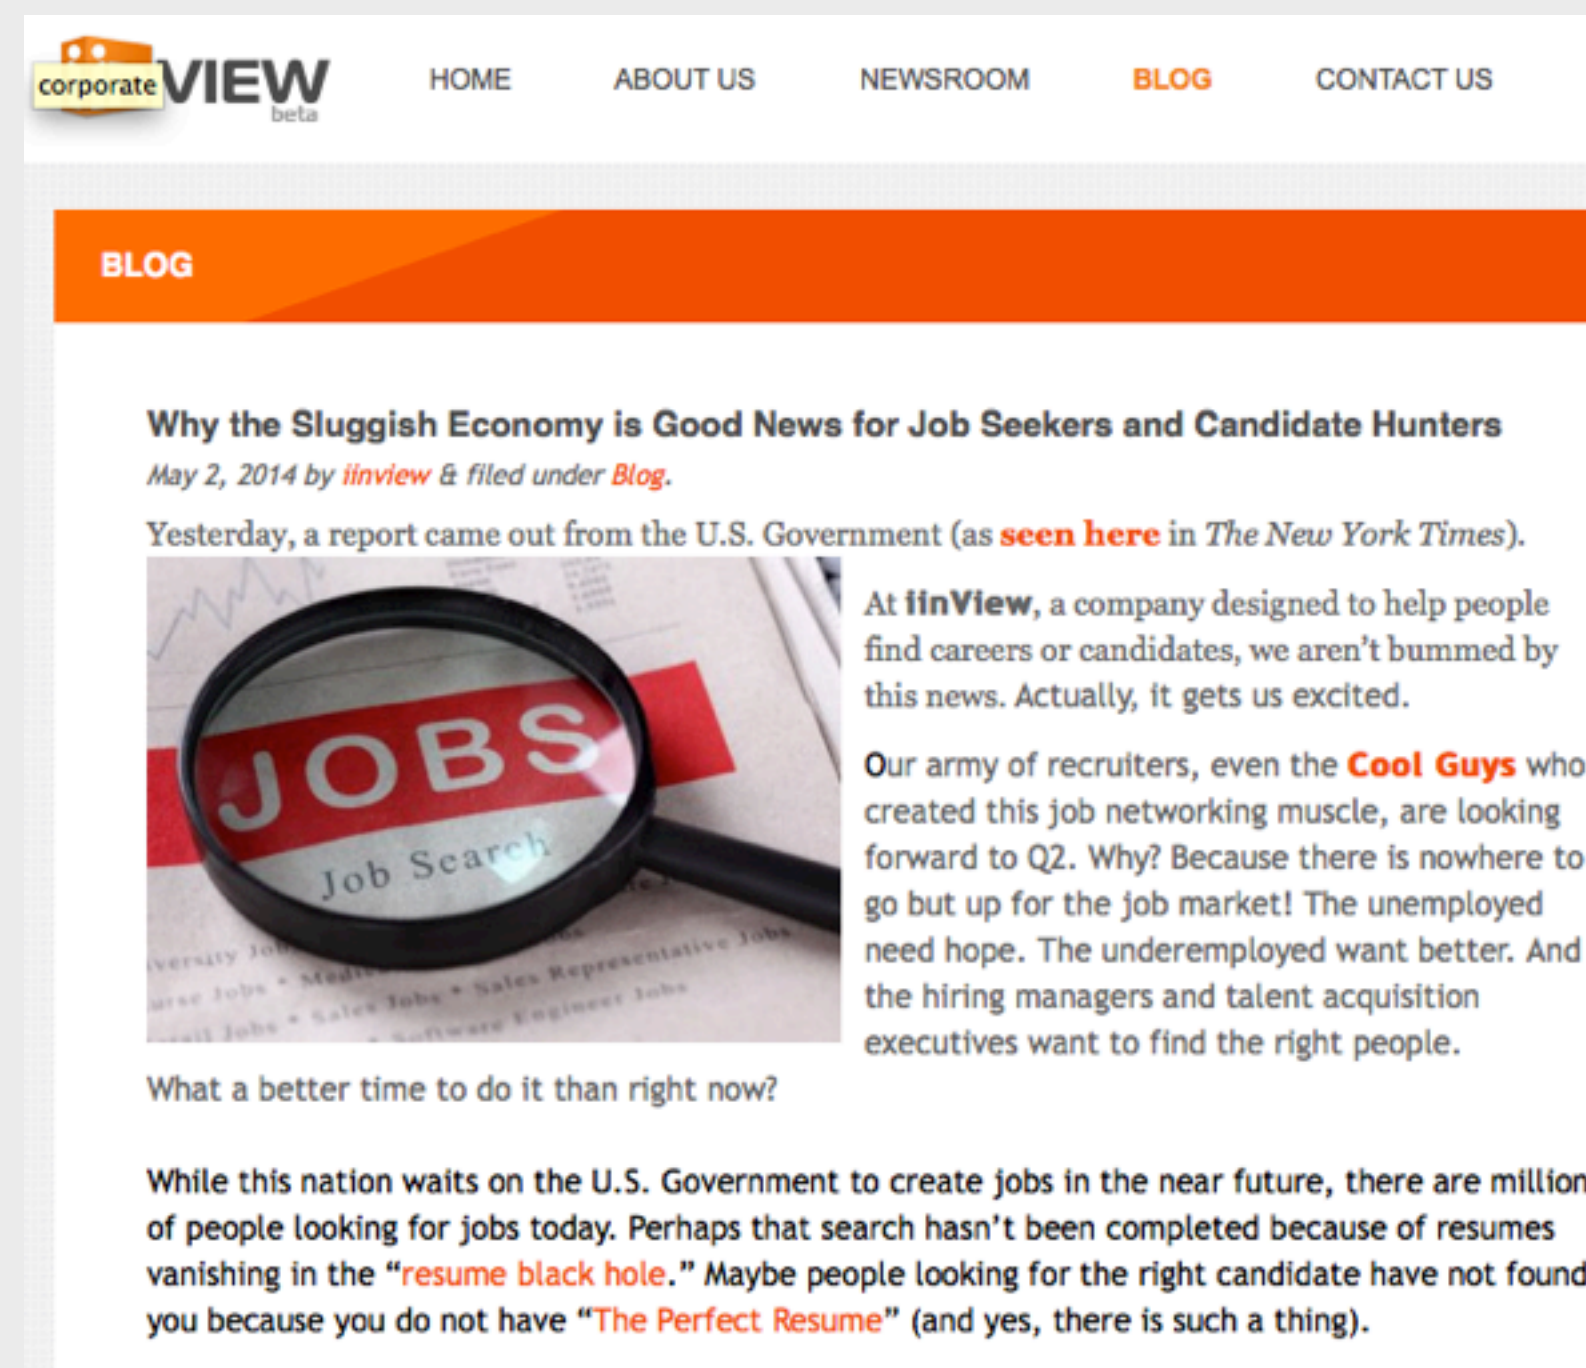 corporate VIEW
beta
HOME
ABOUT US
NEWSROOM
BLOG
CONTACT US
BLOG
Why the Sluggish Economy is Good News for Job Seekers and Candidate Hunters
May 2, 2014 by iinview & filed under Blog.
Yesterday, a report came out from the U.S. Government (as seen here in The New York Times).
JOBS
Job Search
Sales Jobs * Sales Representative Jobs
* Software Engineer Jobs
At iinView, a company designed to help people
find careers or candidates, we aren't bummed by
this news. Actually, it gets us excited.
Our army of recruiters, even the Cool Guys who
created this job networking muscle, are looking
forward to Q2. Why? Because there is nowhere to
go but up for the job market! The unemployed
need hope. The underemployed want better. And
the hiring managers and talent acquisition
executives want to find the right people.
What a better time to do it than right now?
While this nation waits on the U.S. Government to create jobs in the near future, there are million
of people looking for jobs today. Perhaps that search hasn't been completed because of resumes
vanishing in the “resume black hole.” Maybe people looking for the right candidate have not found
you because you do not have “The Perfect Resume” (and yes, there is such a thing).